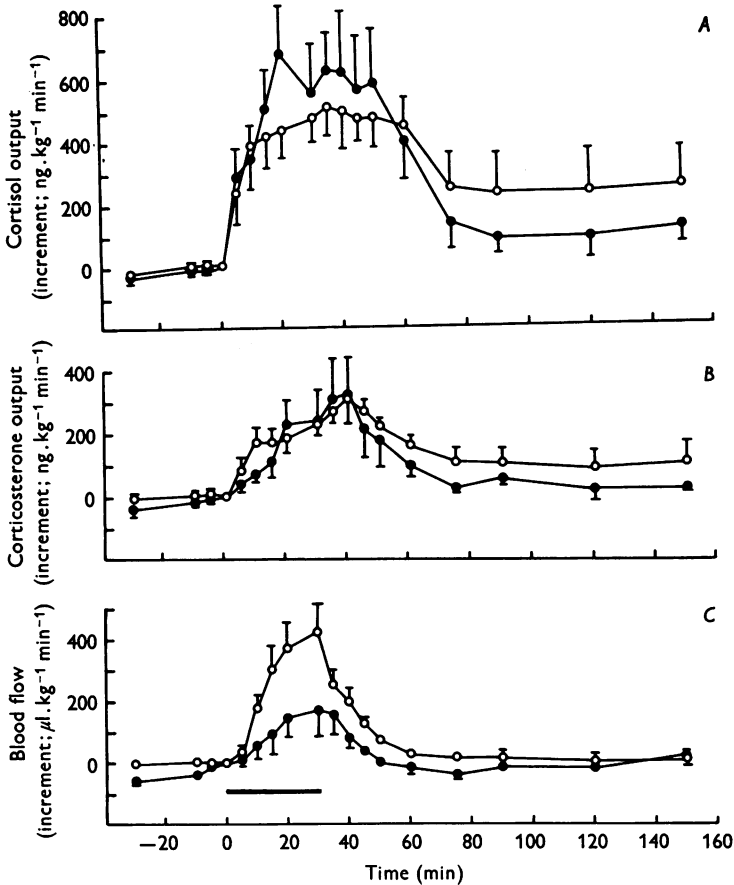 A
Cortisol output
(increment; ng.kg⁻¹ min⁻¹)
800
600
400
200
0
B
Corticosterone output
(increment; ng.kg⁻¹ min⁻¹)
400
200
0
C
Blood flow
(increment; μl.kg⁻¹ min⁻¹)
400
200
0
−20 0 20 40 60 80 100 120 140 160
Time (min)